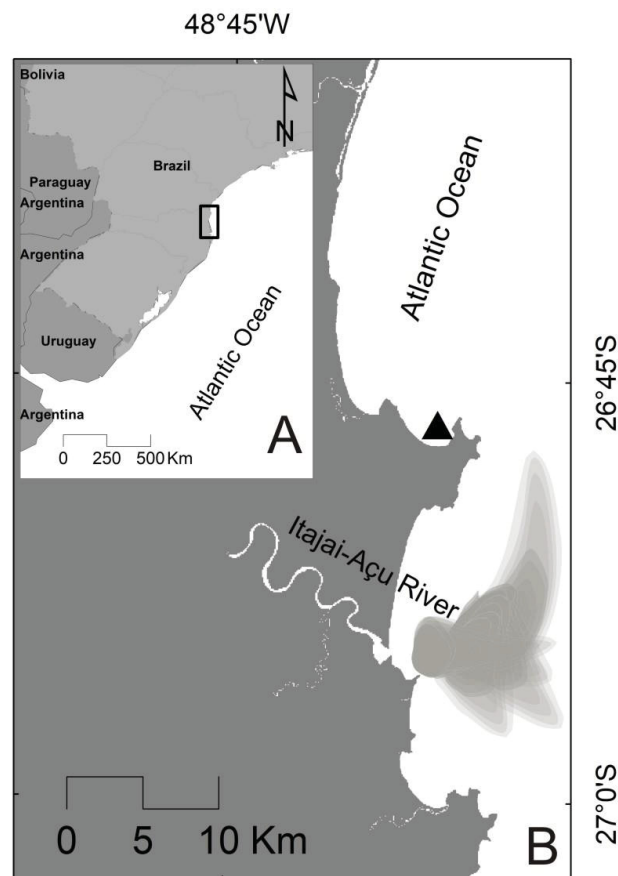 48°45'W
Bolivia
N
Brazil
Paraguay
Argentina
Argentina
Uruguay
Atlantic Ocean
Argentina
0 250 500 Km
A
Atlantic Ocean
26°45'S
Itajai-Açu River
27°0'S
0 5 10 Km
B